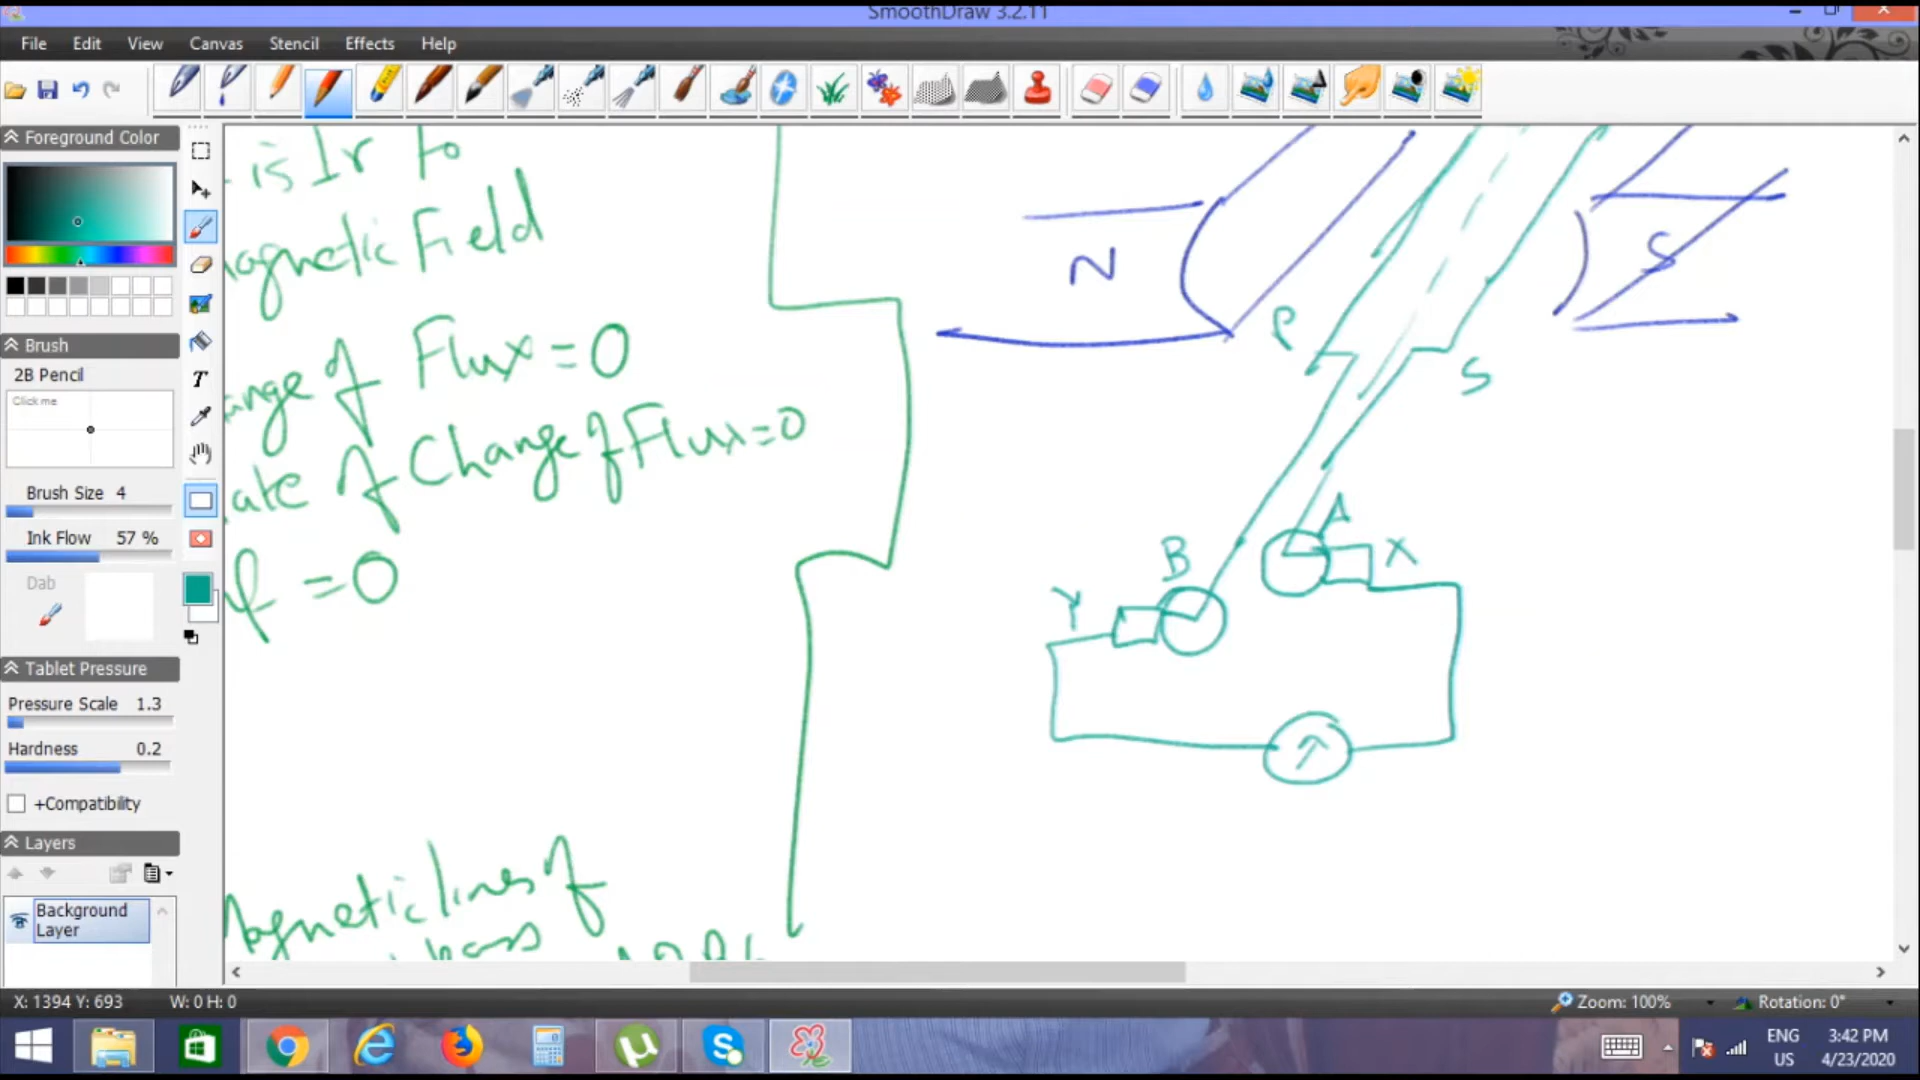 SmoothDraw 3.2.11
File Edit View Canvas Stencil Effects Help
Foreground Color
Brush
2B Pencil
Click me
Brush Size 4
Ink Flow 57 %
Dab
Tablet Pressure
Pressure Scale 1.3
Hardness 0.2
+Compatibility
Layers
Background
Layer
is Ir to
agnetic Field
ange of Flux = 0
ate of Change of Flux = 0
f = 0
Magnetic lines of
pass
N
S
P
S
A
B
X
Y
X: 1394 Y: 693 W: 0 H: 0
Zoom: 100% Rotation: 0°
ENG 3:42 PM
US 4/23/2020